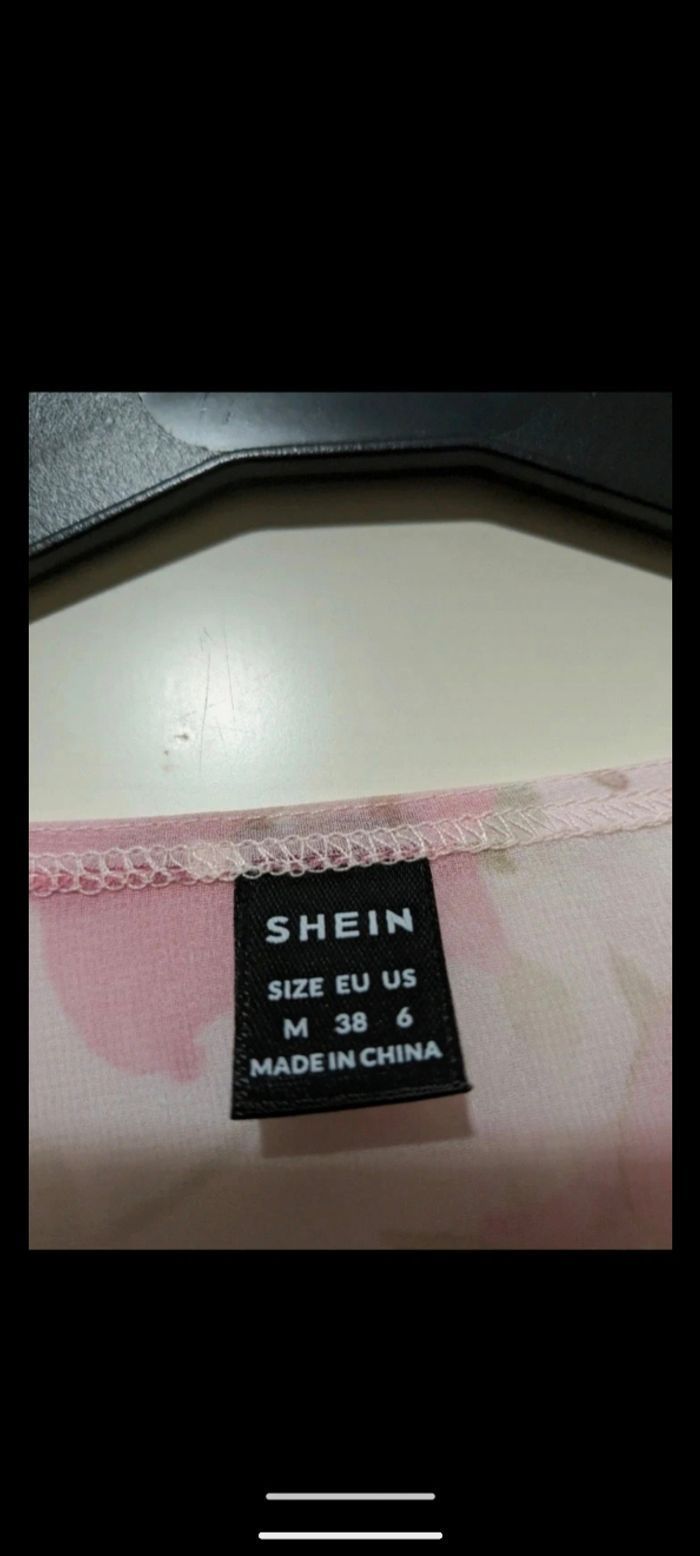 SHEIN
SIZE EU US
M 38 6
MADE IN CHINA